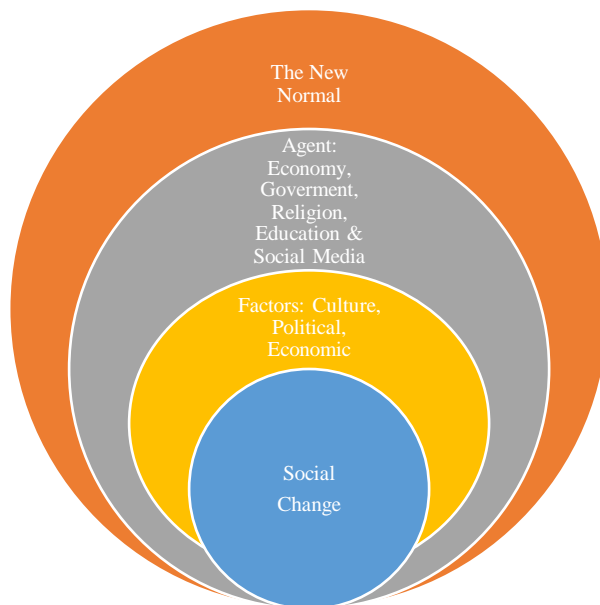 The New
Normal
Agent:
Economy,
Goverment,
Religion,
Education &
Social Media
Factors: Culture,
Political,
Economic
Social
Change